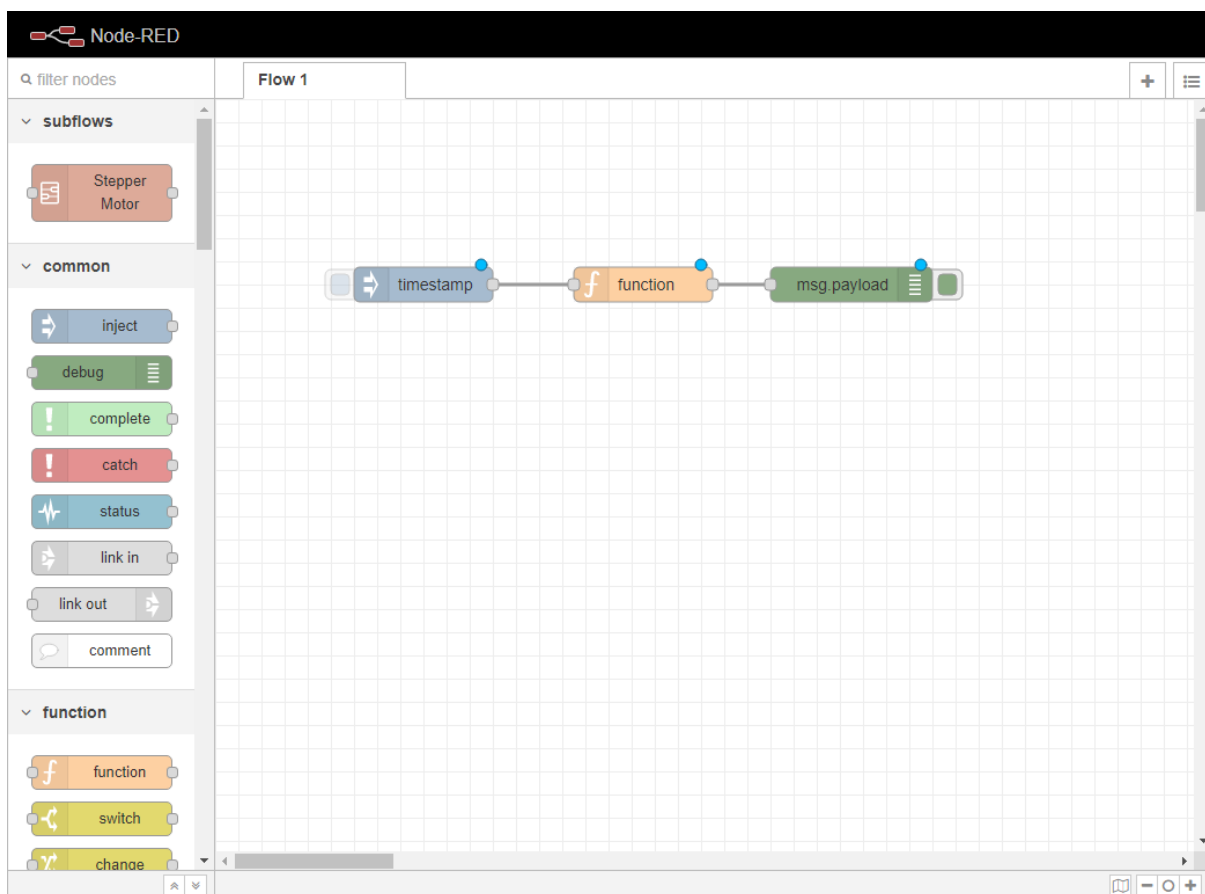 Node-RED
filter nodes
Flow 1
subflows
Stepper
Motor
common
timestamp
function
msg.payload
inject
debug
complete
catch
status
link in
link out
comment
function
function
switch
change